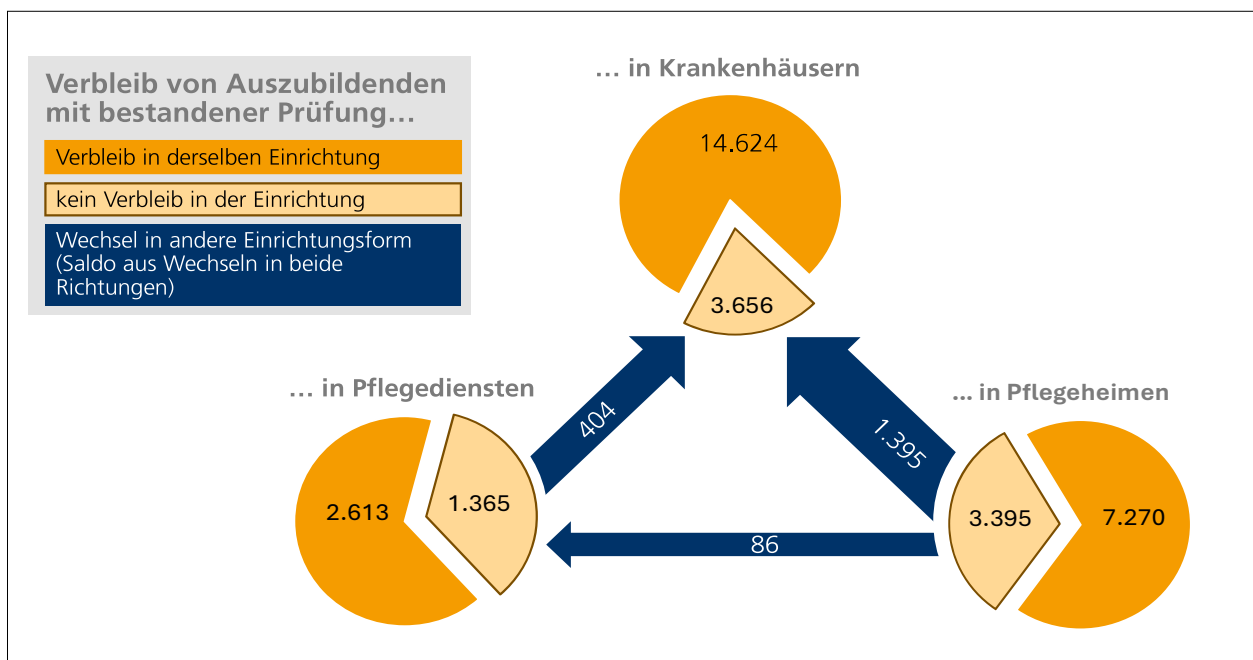 Verbleib von Auszubildenden
mit bestandener Prüfung...
Verbleib in derselben Einrichtung
kein Verbleib in der Einrichtung
Wechsel in andere Einrichtungsform
(Saldo aus Wechseln in beide
Richtungen)
... in Krankenhäusern
14.624
3.656
... in Pflegediensten
2.613
1.365
404
... in Pflegeheimen
1.395
3.395
7.270
86